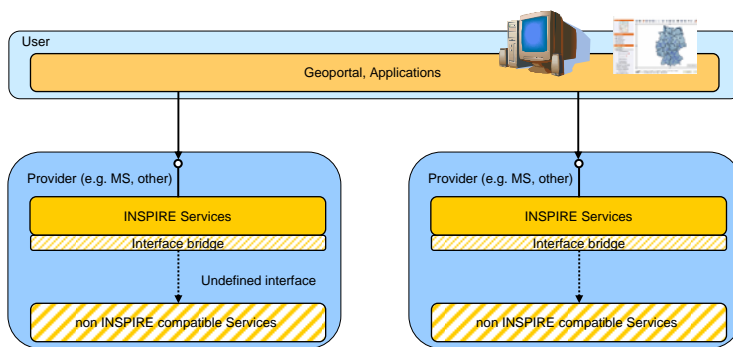 User
Geoportal, Applications
Provider (e.g. MS, other)
INSPIRE Services
Interface bridge
Undefined interface
non INSPIRE compatible Services
Provider (e.g. MS, other)
INSPIRE Services
Interface bridge
non INSPIRE compatible Services